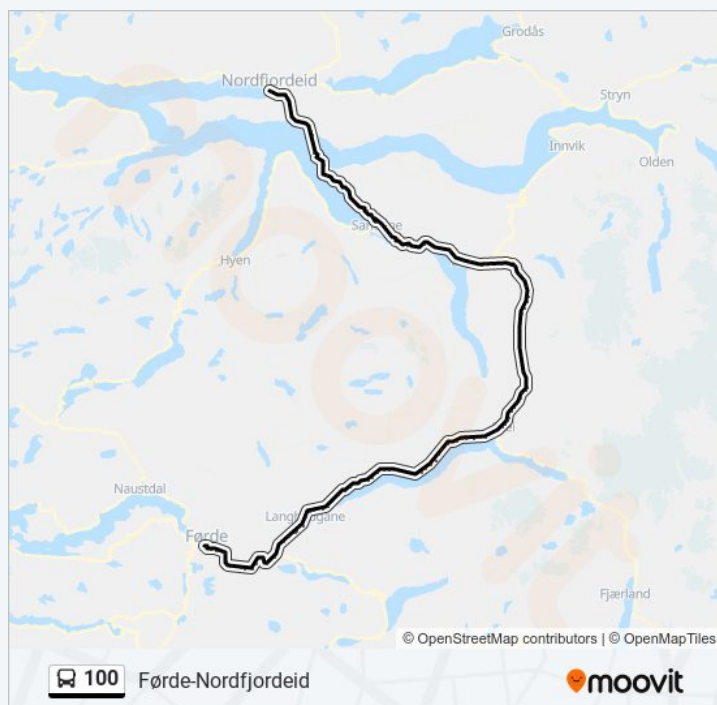 Grodås
Nordfjordeid
Stryn
Innvik
Olden
Hyen
Naustdal
Førde
Fjærland
© OpenStreetMap contributors | © OpenMapTiles
100 Førde-Nordfjordeid
moovit